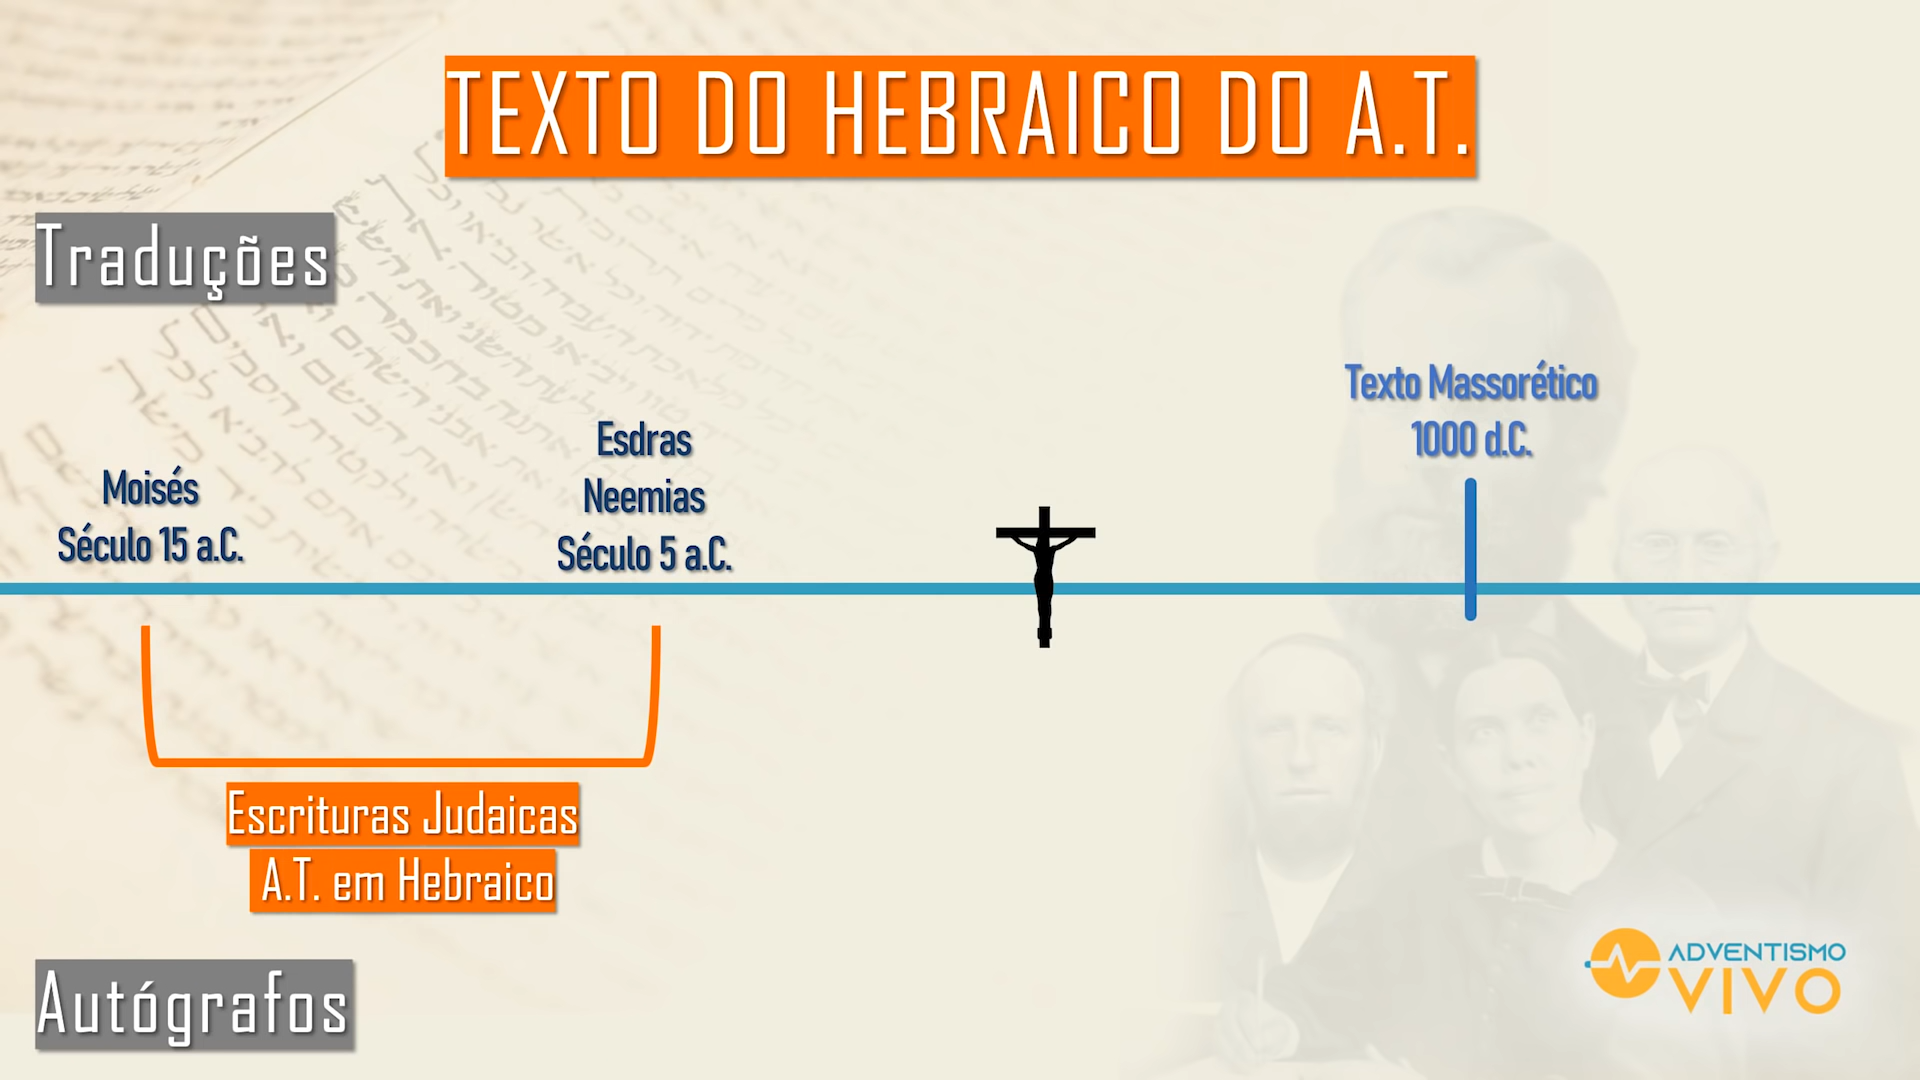 TEXTO DO HEBRAICO DO A.T.
Traduções
Texto Massorético
1000 d.C.
Esdras
Neemias
Século 5 a.C.
Moisés
Século 15 a.C.
Escrituras Judaicas
A.T. em Hebraico
Autógrafos
ADVENTISMO
VIVO